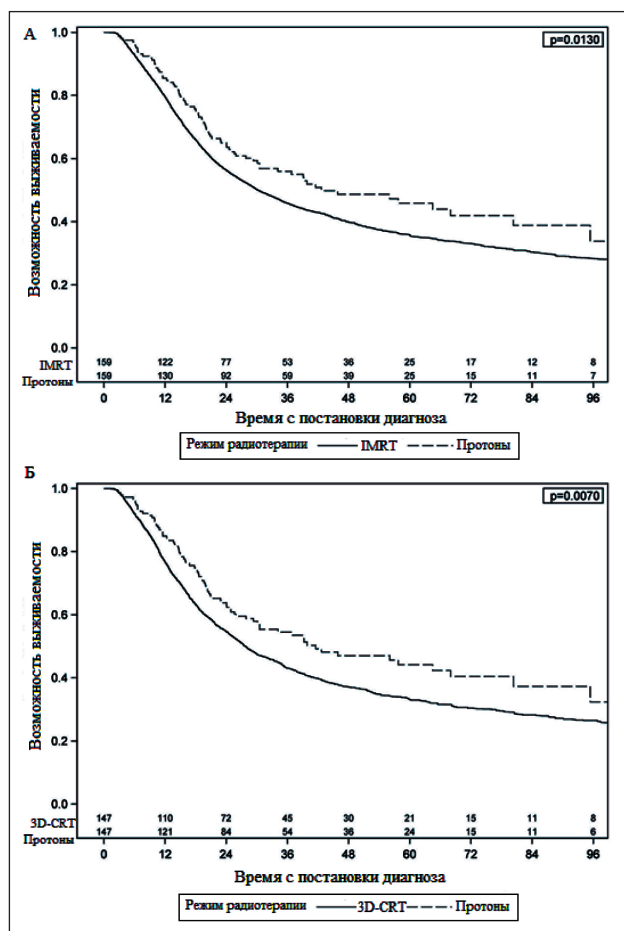 А
p=0.0130
Возможность выживаемости
1.0
0.8
0.6
0.4
0.2
0.0
IMRT 159 122 77 53 36 25 17 12 8
Протоны 159 130 92 59 39 25 15 11 7
0 12 24 36 48 60 72 84 96
Время с постановки диагноза
Режим радиотерапии IMRT Протоны
Б
p=0.0070
Возможность выживаемости
1.0
0.8
0.6
0.4
0.2
0.0
3D-CRT 147 110 72 45 30 21 15 11 8
Протоны 147 121 84 54 36 24 15 11 6
0 12 24 36 48 60 72 84 96
Время с постановки диагноза
Режим радиотерапии 3D-CRT Протоны